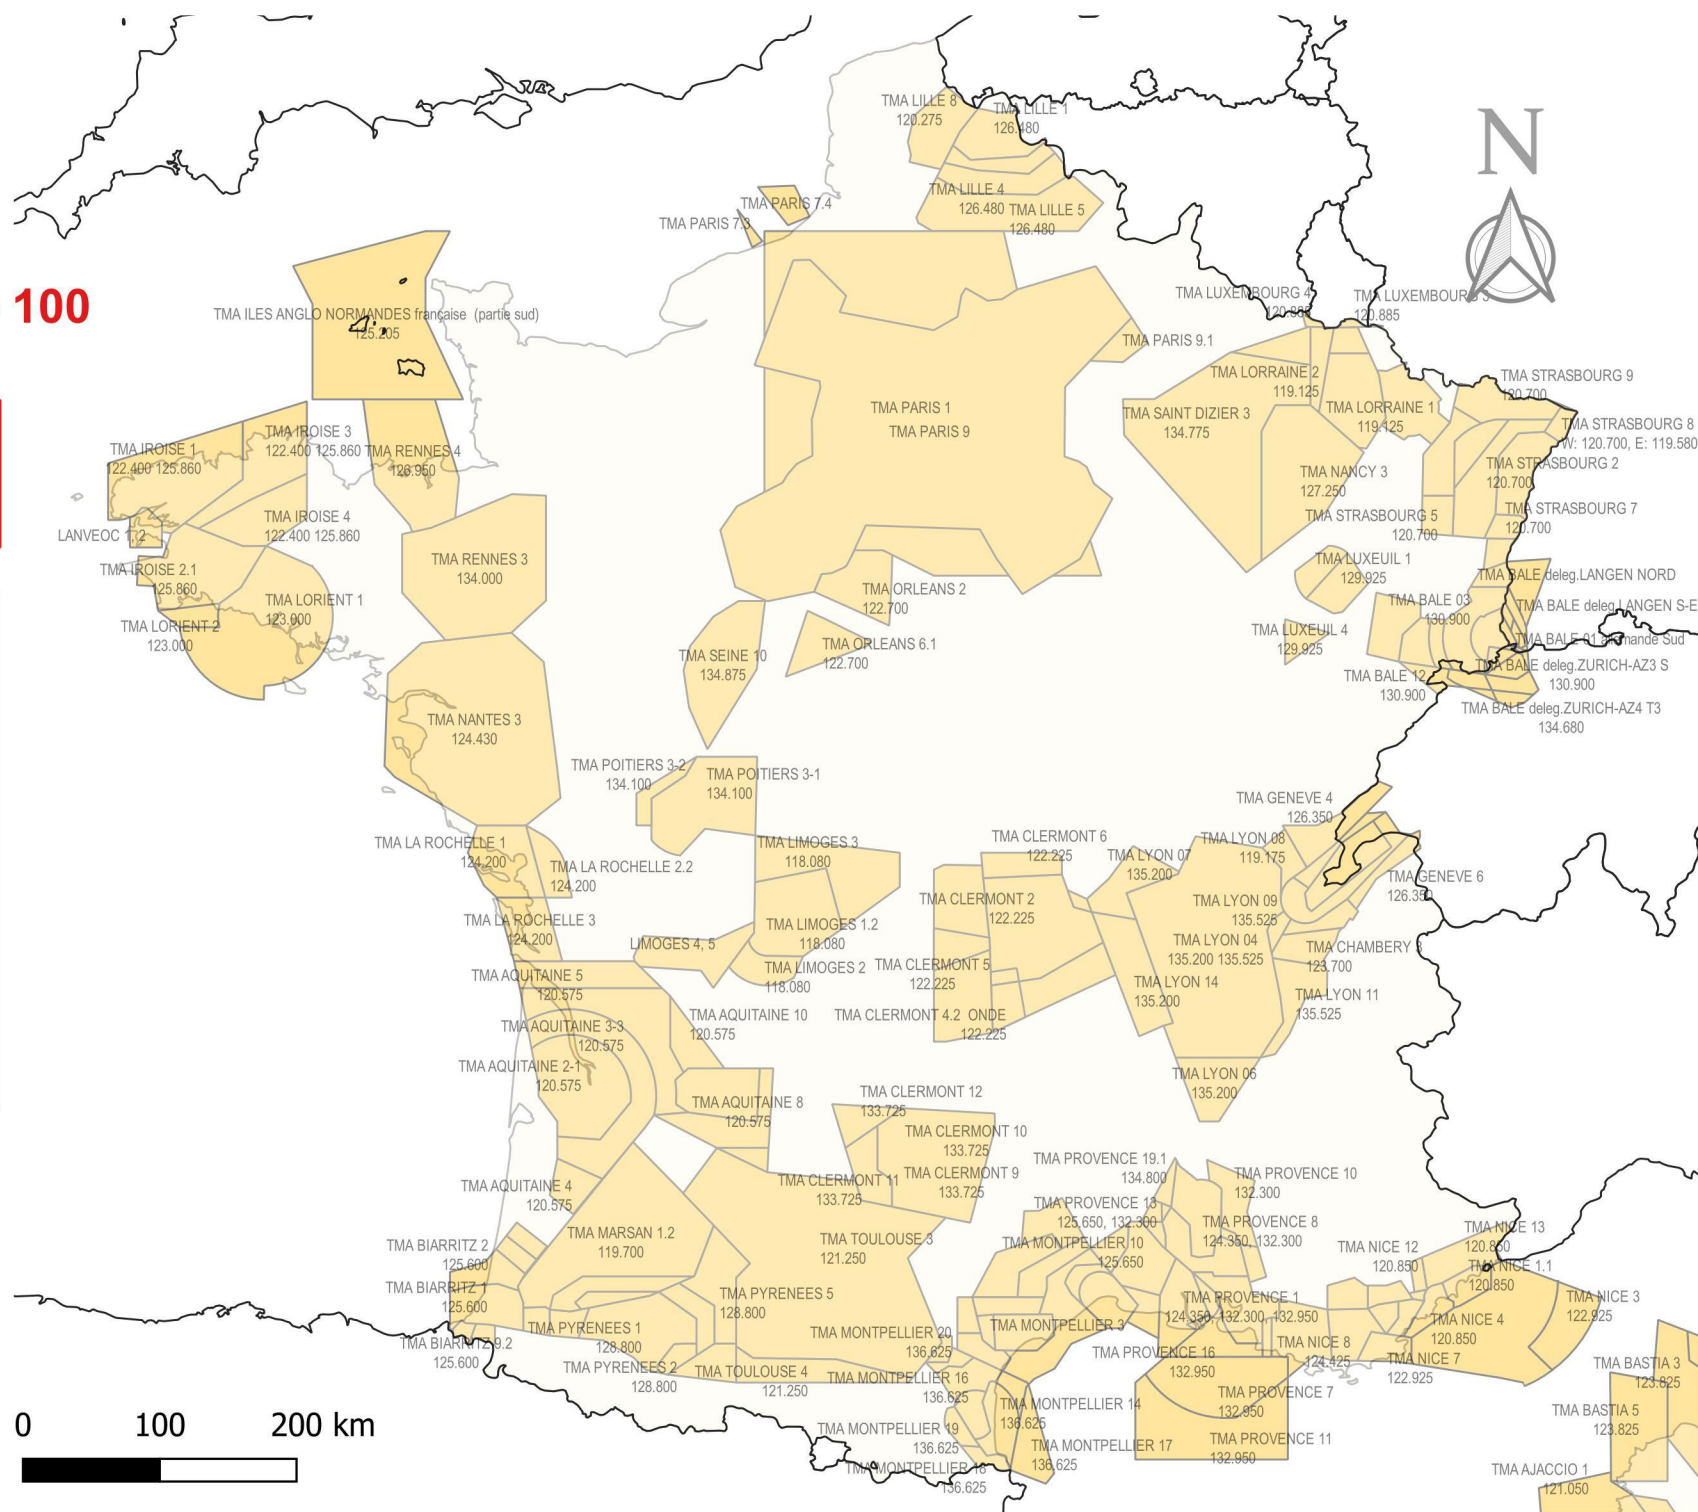 N
100
TMA LILLE 8
120.275
TMA LILLE 1
126.480
TMA LILLE 4
126.480
TMA LILLE 5
126.480
TMA PARIS 7.4
TMA PARIS 7.3
TMA ILES ANGLO NORMANDES française (partie sud)
125.205
TMA LUXEMBOURG 4
120.885
TMA LUXEMBOURG 3
120.885
TMA PARIS 9.1
TMA LORRAINE 2
119.125
TMA STRASBOURG 9
120.700
TMA PARIS 1
TMA PARIS 9
TMA SAINT DIZIER 3
134.775
TMA LORRAINE 1
119.125
TMA STRASBOURG 8
W: 120.700, E: 119.580
TMA IROISE 1
122.400 125.860
TMA IROISE 3
122.400 125.860
TMA RENNES 4
126.950
TMA NANCY 3
127.250
TMA STRASBOURG 2
120.700
TMA STRASBOURG 5
120.700
TMA STRASBOURG 7
120.700
LANVEOC 1, 2
TMA IROISE 4
122.400 125.860
TMA IROISE 2.1
125.860
TMA RENNES 3
134.000
TMA LUXEUIL 1
129.925
TMA BALE deleg.LANGEN NORD
TMA LORIENT 1
123.000
TMA LORIENT 2
123.000
TMA ORLEANS 2
122.700
TMA BALE 03
130.900
TMA BALE deleg.LANGEN S-E
TMA LUXEUIL 4
129.925
TMA BALE 01 allemande Sud
TMA ORLEANS 6.1
122.700
TMA SEINE 10
134.875
TMA BALE 12
130.900
TMA BALE deleg.ZURICH-AZ3 S
130.900
TMA BALE deleg.ZURICH-AZ4 T3
134.680
TMA NANTES 3
124.430
TMA POITIERS 3-2
134.100
TMA POITIERS 3-1
134.100
TMA GENEVE 4
126.350
TMA LA ROCHELLE 1
124.200
TMA LA ROCHELLE 2.2
124.200
TMA LIMOGES 3
118.080
TMA CLERMONT 6
122.225
TMA LYON 07
135.200
TMA LYON 08
119.175
TMA GENEVE 6
126.350
TMA LA ROCHELLE 3
124.200
TMA LIMOGES 1.2
118.080
TMA CLERMONT 2
122.225
TMA LYON 09
135.525
LIMOGES 4, 5
TMA LYON 04
135.200 135.525
TMA CHAMBERY 3
123.700
TMA LIMOGES 2
118.080
TMA CLERMONT 5
122.225
TMA AQUITAINE 5
120.575
TMA LYON 14
135.200
TMA LYON 11
135.525
TMA AQUITAINE 10
120.575
TMA CLERMONT 4.2 ONDE
122.225
TMA AQUITAINE 3-3
120.575
TMA AQUITAINE 2-1
120.575
TMA LYON 06
135.200
TMA AQUITAINE 8
120.575
TMA CLERMONT 12
133.725
TMA CLERMONT 10
133.725
TMA CLERMONT 9
133.725
TMA CLERMONT 11
133.725
TMA AQUITAINE 4
120.575
TMA PROVENCE 19.1
134.800
TMA PROVENCE 10
132.300
TMA PROVENCE 13
125.650, 132.300
TMA PROVENCE 8
124.350, 132.300
TMA MARSAN 1.2
119.700
TMA TOULOUSE 3
121.250
TMA MONTPELLIER 10
125.650
TMA NICE 13
120.850
TMA NICE 12
120.850
TMA NICE 1.1
120.850
TMA BIARRITZ 2
125.600
TMA BIARRITZ 1
125.600
TMA BIARRITZ 9.2
125.600
TMA PYRENEES 5
128.800
TMA PYRENEES 1
128.800
TMA PYRENEES 2
128.800
TMA TOULOUSE 4
121.250
TMA MONTPELLIER 20
136.625
TMA MONTPELLIER 3
TMA PROVENCE 1
124.350, 132.300, 132.950
TMA NICE 3
122.925
TMA NICE 4
120.850
TMA NICE 8
124.425
TMA NICE 7
122.925
TMA PROVENCE 16
132.950
TMA MONTPELLIER 16
136.625
TMA PROVENCE 7
132.950
TMA MONTPELLIER 14
136.625
TMA BASTIA 3
123.825
TMA BASTIA 5
123.825
TMA MONTPELLIER 19
136.625
TMA MONTPELLIER 17
136.625
TMA PROVENCE 11
132.950
TMA MONTPELLIER 18
136.625
TMA AJACCIO 1
121.050
0 100 200 km